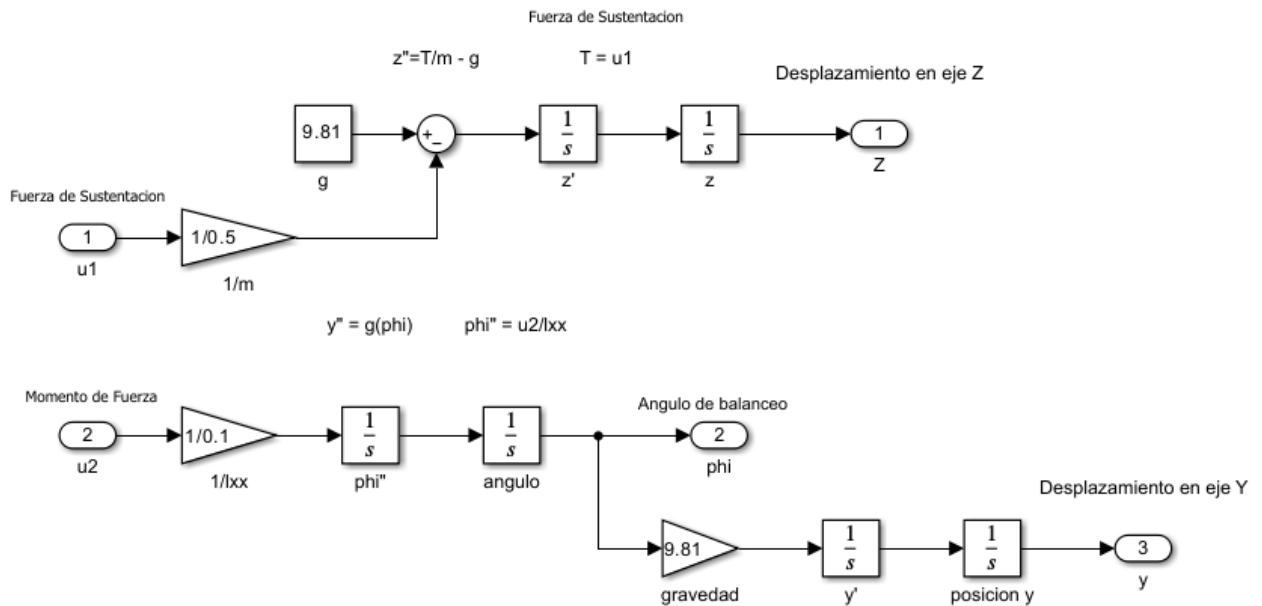 Fuerza de Sustentacion
z"=T/m - g
T = u1
Desplazamiento en eje Z
9.81
+
−
1
s
1
s
1
g
z'
z
Z
Fuerza de Sustentacion
1
1/0.5
u1
1/m
y" = g(phi)
phi" = u2/Ixx
Momento de Fuerza
Angulo de balanceo
2
1/0.1
1
s
1
s
2
u2
1/Ixx
phi"
angulo
phi
Desplazamiento en eje Y
9.81
1
s
1
s
3
gravedad
y'
posicion y
y